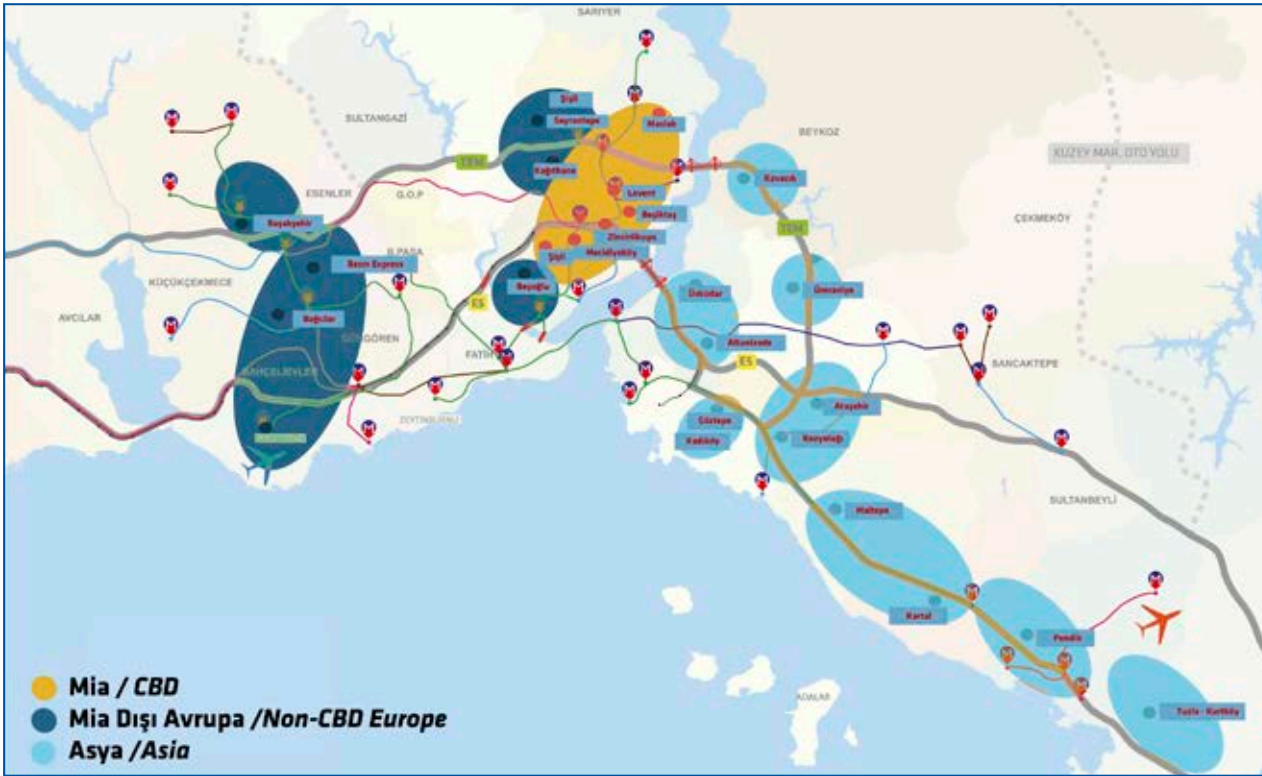 SARIYER
Şişli
Seyrantepe
Maslak
SULTANGAZİ
BEYKOZ
TEM
KUZEY MAR. OTO YOLU
Kağıthane
Kavacık
ESENLER
G.O.P
Levent
Beşiktaş
ÇEKMEKÖY
Başakşehir
Zincirlikuyu
TEM
Mecidiyeköy
Şişli
B.PAŞA
Basın Express
KÜÇÜKÇEKMECE
Beyoğlu
Üsküdar
Ümraniye
ES
AVCILAR
Bağcılar
GÜNGÖREN
FATİH
Altunizade
ES
SANCAKTEPE
BAHÇELİEVLER
Ataşehir
ZEYTİNBURNU
Göztepe
Kadıköy
Kozyatağı
SULTANBEYLİ
Maltepe
Kartal
Pendik
ADALAR
Tuzla - Kurtköy
Mia / CBD
Mia Dışı Avrupa /Non-CBD Europe
Asya /Asia